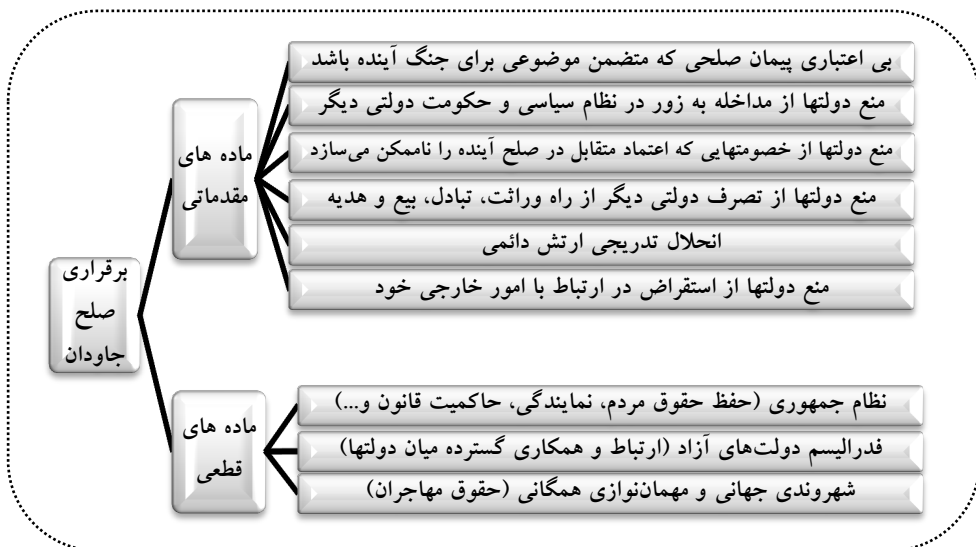 برقراری
صلح
جاودان
ماده های
مقدماتی
بی اعتباری پیمان صلحی که متضمن موضوعی برای جنگ آینده باشد
منع دولتها از مداخله به زور در نظام سیاسی و حکومت دولتی دیگر
منع دولتها از خصومتهایی که اعتماد متقابل در صلح آینده را ناممکن می‌سازد
منع دولتها از تصرف دولتی دیگر از راه وراثت، تبادل، بیع و هدیه
انحلال تدریجی ارتش دائمی
منع دولتها از استقراض در ارتباط با امور خارجی خود
ماده های
قطعی
نظام جمهوری (حفظ حقوق مردم، نمایندگی، حاکمیت قانون و...)
فدرالیسم دولت‌های آزاد (ارتباط و همکاری گسترده میان دولتها)
شهروندی جهانی و مهمان‌نوازی همگانی (حقوق مهاجران)